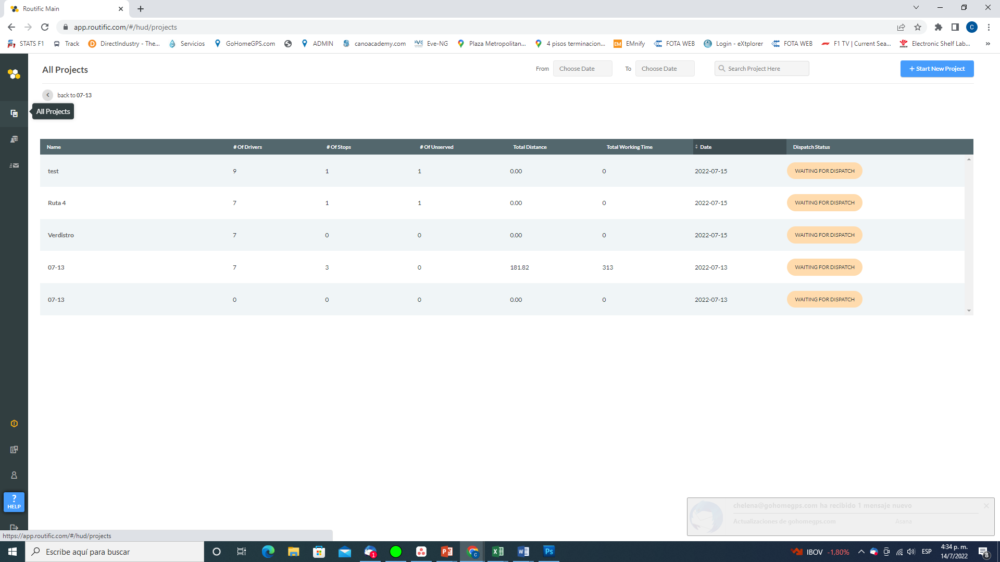 Routific Main
app.routific.com/#/hud/projects
STATS F1 Track DirectIndustry - The... Servicios GoHomeGPS.com ADMIN canoacademy.com Eve-NG Plaza Metropolitan... 4 pisos terminacion... EM EMnify FOTA WEB Login - eXtplorer FOTA WEB F1 TV | Current Sea... Electronic Shelf Lab... »
All Projects From Choose Date To Choose Date Search Project Here + Start New Project
back to 07-13
All Projects
Name # Of Drivers # Of Stops # Of Unserved Total Distance Total Working Time Date Dispatch Status
test 9 1 1 0.00 0 2022-07-15 WAITING FOR DISPATCH
Ruta 4 7 1 1 0.00 0 2022-07-15 WAITING FOR DISPATCH
Verdistro 7 0 0 0.00 0 2022-07-15 WAITING FOR DISPATCH
07-13 7 3 0 181.82 313 2022-07-13 WAITING FOR DISPATCH
07-13 0 0 0 0.00 0 2022-07-13 WAITING FOR DISPATCH
? HELP
chelena@gohomegps.com ha recibido 1 mensaje nuevo
Actualizaciones de gohomegps.com Asana
https://app.routific.com/#/hud/projects
Escribe aquí para buscar
IBOV -1,80% ESP
4:34 p. m.
14/7/2022
8